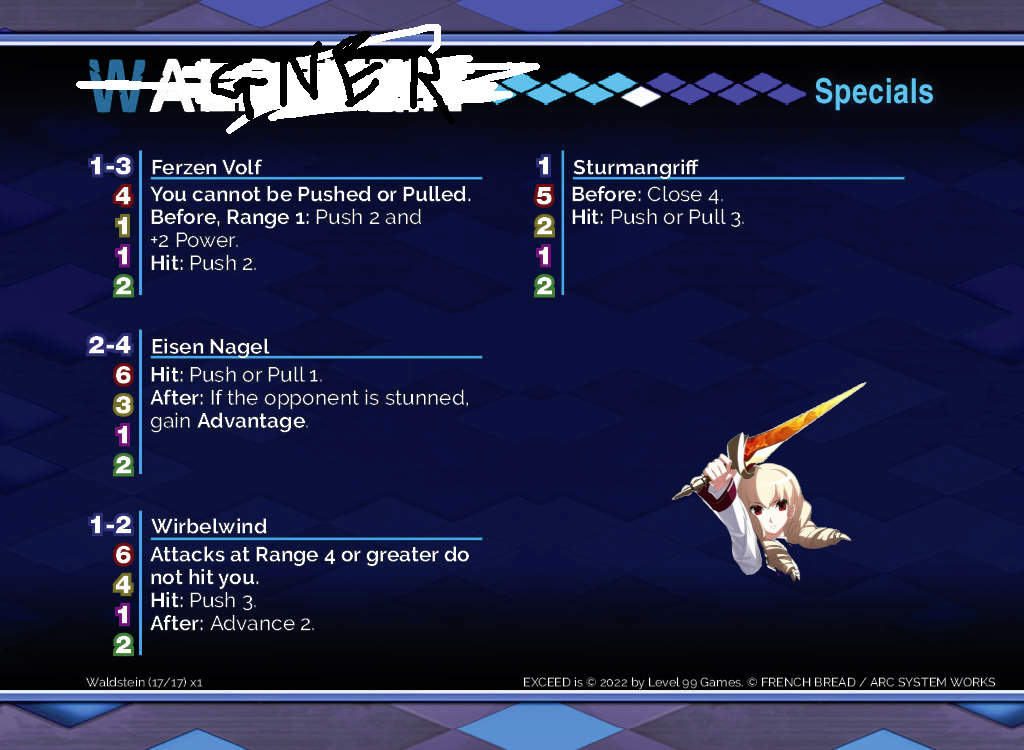 WAGNER
Specials
1-3 Ferzen Volf
4 You cannot be Pushed or Pulled.
1 Before, Range 1: Push 2 and
+2 Power.
1 Hit: Push 2.
2
2-4 Eisen Nagel
6 Hit: Push or Pull 1.
3 After: If the opponent is stunned,
gain Advantage.
1
2
1-2 Wirbelwind
6 Attacks at Range 4 or greater do
4 not hit you.
Hit: Push 3.
1 After: Advance 2.
2
1 Sturmangriff
5 Before: Close 4.
2 Hit: Push or Pull 3.
1
2
Waldstein (17/17) x1
EXCEED is © 2022 by Level 99 Games. © FRENCH BREAD / ARC SYSTEM WORKS